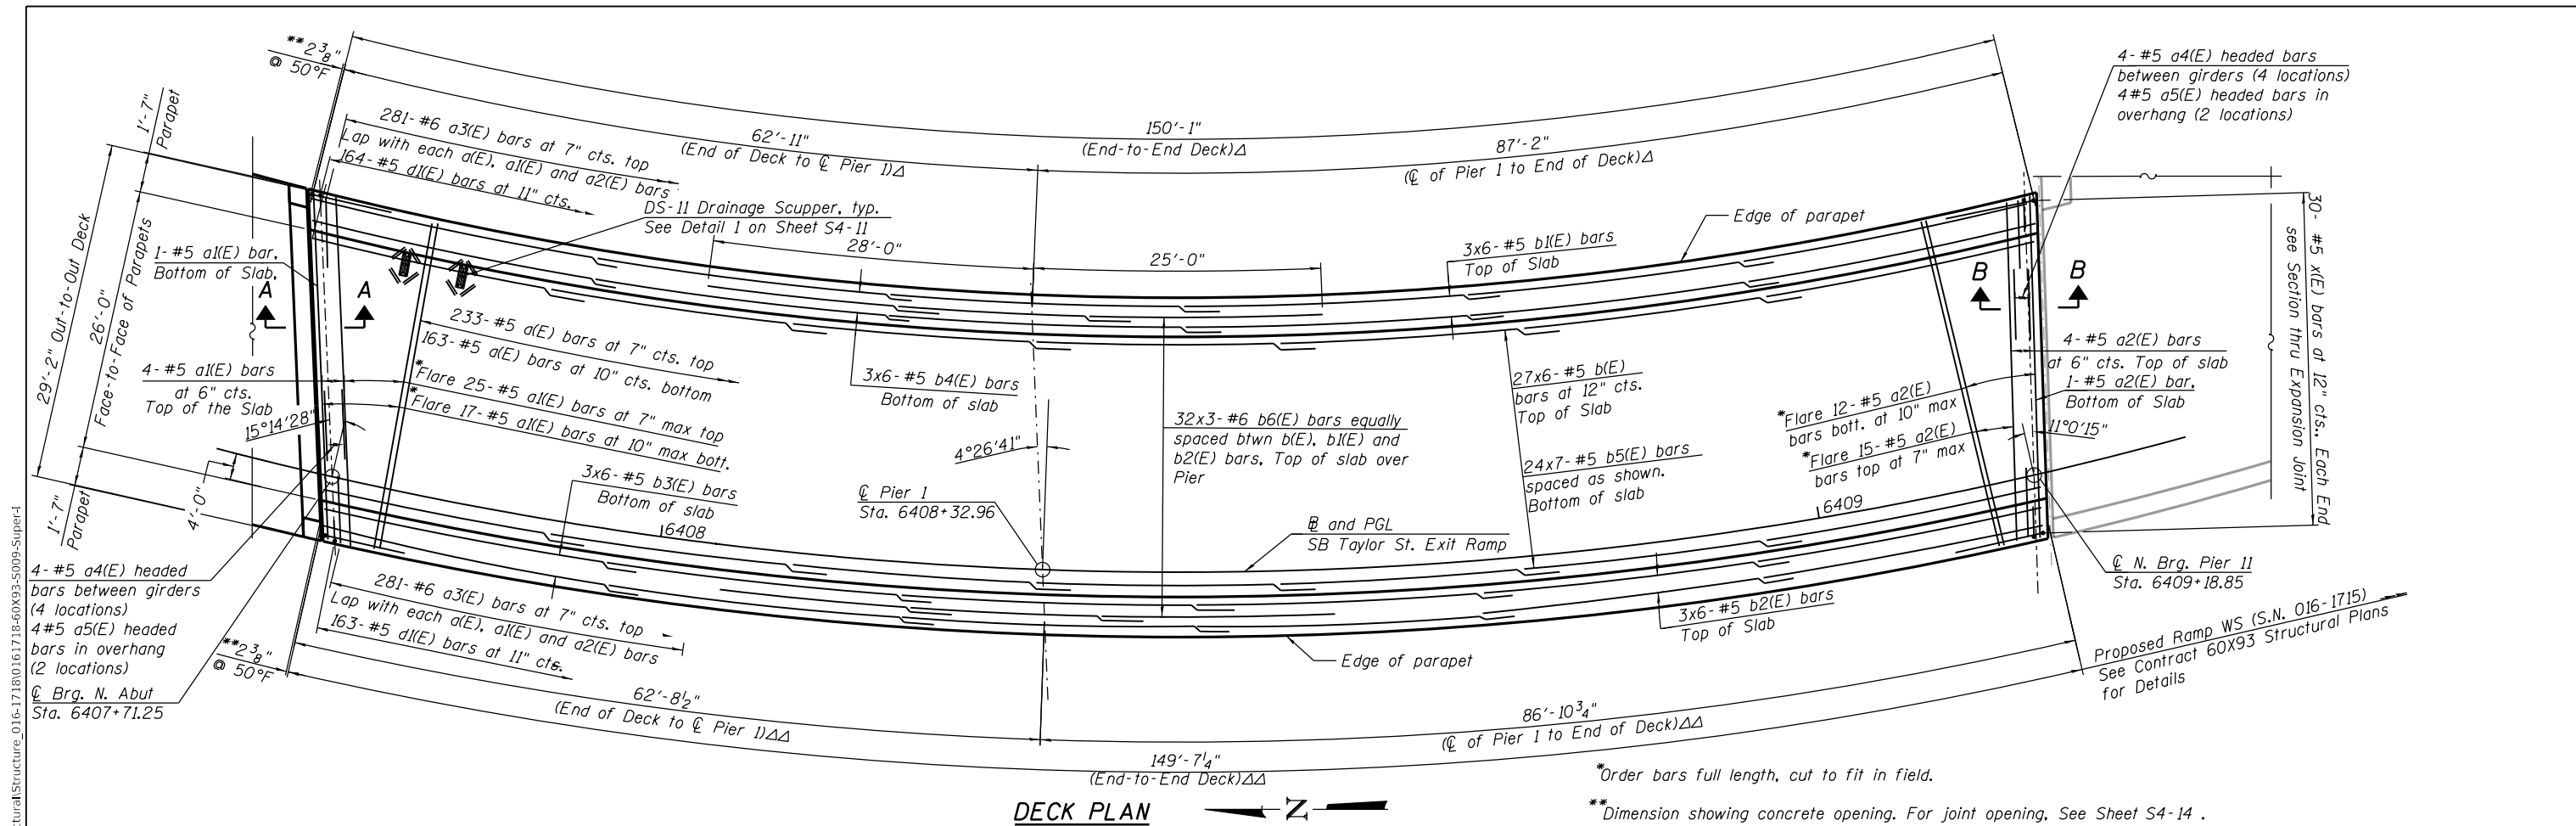 **2 3/8"
@ 50°F
1'-7"
Parapet
29'-2" Out-to-Out Deck
26'-0"
Face-to-Face of Parapets
1'-7"
Parapet
4'-0"
281- #6 a3(E) bars at 7" cts. top
Lap with each a(E), a1(E) and a2(E) bars
164- #5 d1(E) bars at 11" cts.
62'-11"
(End of Deck to ℄ Pier 1)Δ
150'-1"
(End-to-End Deck)Δ
87'-2"
(℄ of Pier 1 to End of Deck)Δ
4- #5 a4(E) headed bars
between girders (4 locations)
4#5 a5(E) headed bars in
overhang (2 locations)
DS-11 Drainage Scupper, typ.
See Detail 1 on Sheet S4-11
28'-0"
25'-0"
3x6- #5 b1(E) bars
Top of Slab
Edge of parapet
30- #5 x(E) bars at 12" cts., Each End
see Section thru Expansion Joint
1- #5 a1(E) bar,
Bottom of Slab.
A
A
B
B
4- #5 a1(E) bars
at 6" cts.
Top of the Slab
15°14'28"
233- #5 a(E) bars at 7" cts. top
163- #5 a(E) bars at 10" cts. bottom
*Flare 25- #5 a1(E) bars at 7" max top
*Flare 17- #5 a1(E) bars at 10" max bott.
3x6- #5 b4(E) bars
Bottom of slab
3x6- #5 b3(E) bars
Bottom of slab
4°26'41"
32x3- #6 b6(E) bars equally
spaced btwn b(E), b1(E) and
b2(E) bars, Top of slab over
Pier
27x6- #5 b(E)
bars at 12" cts.
Top of Slab
24x7- #5 b5(E) bars
spaced as shown.
Bottom of slab
4- #5 a2(E) bars
at 6" cts. Top of slab
1- #5 a2(E) bar,
Bottom of Slab
*Flare 12- #5 a2(E)
bars bott. at 10" max
*Flare 15- #5 a2(E)
bars top at 7" max
11°0'15"
℄ Pier 1
Sta. 6408+32.96
6408
6409
℄ and PGL
SB Taylor St. Exit Ramp
℄ N. Brg. Pier 11
Sta. 6409+18.85
4- #5 a4(E) headed
bars between girders
(4 locations)
4#5 a5(E) headed
bars in overhang
(2 locations)
℄ Brg. N. Abut
Sta. 6407+71.25
**2 3/8"
@ 50°F
281- #6 a3(E) bars at 7" cts. top
Lap with each a(E), a1(E) and a2(E) bars
163- #5 d1(E) bars at 11" cts.
3x6- #5 b2(E) bars
Top of Slab
Edge of parapet
62'-8 1/2"
(End of Deck to ℄ Pier 1)ΔΔ
86'-10 3/4"
(℄ of Pier 1 to End of Deck)ΔΔ
149'-7 1/4"
(End-to-End Deck)ΔΔ
Proposed Ramp WS (S.N. 016-1715)
See Contract 60X93 Structural Plans
for Details
DECK PLAN
Z
*Order bars full length, cut to fit in field.
**Dimension showing concrete opening. For joint opening, See Sheet S4-14 .
ctural\Structure_016-1718\0161718-60X93-S009-Super-I